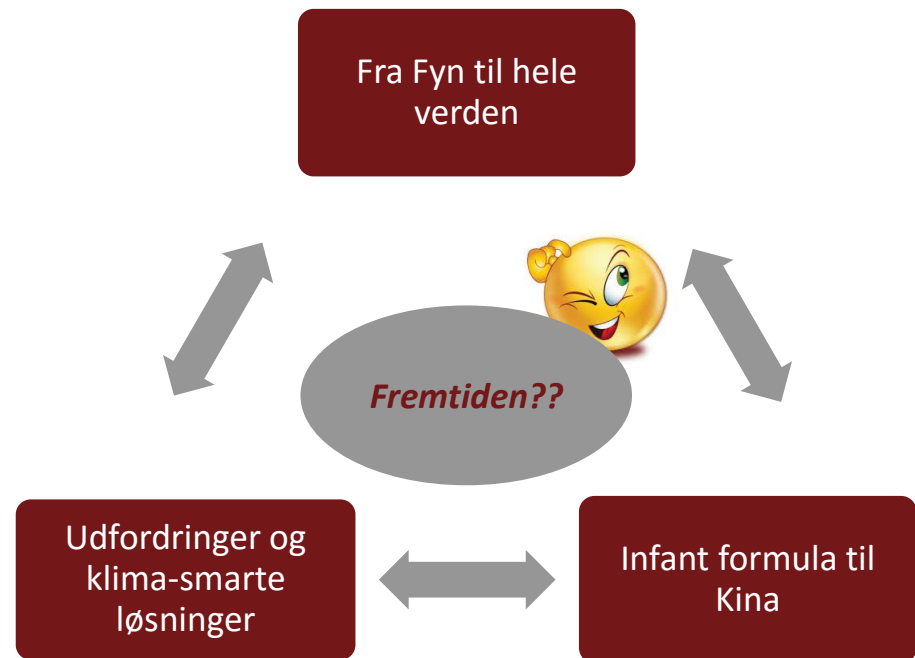 Fra Fyn til hele
verden
Fremtiden??
Udfordringer og
klima-smarte
løsninger
Infant formula til
Kina